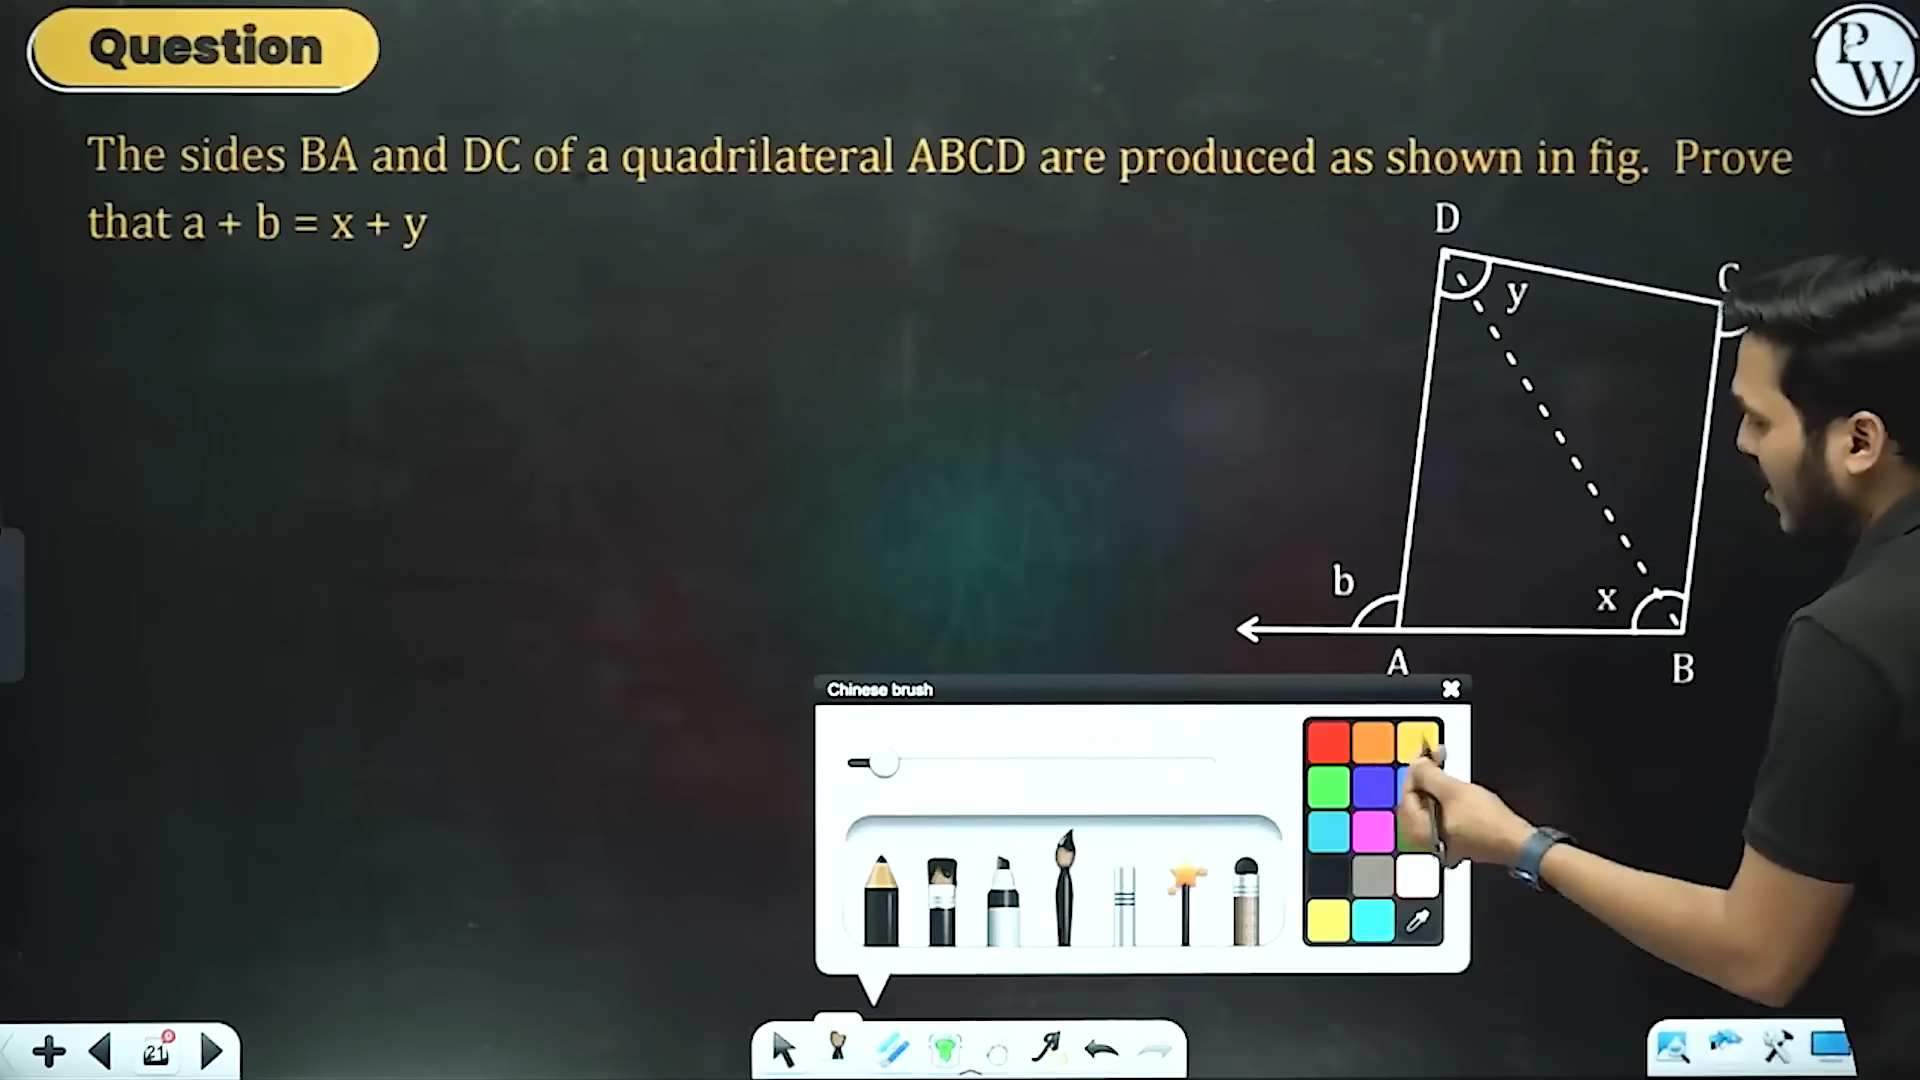 Question
P
W
The sides BA and DC of a quadrilateral ABCD are produced as shown in fig. Prove
that a + b = x + y
D
C
y
b
x
A
B
Chinese brush
21